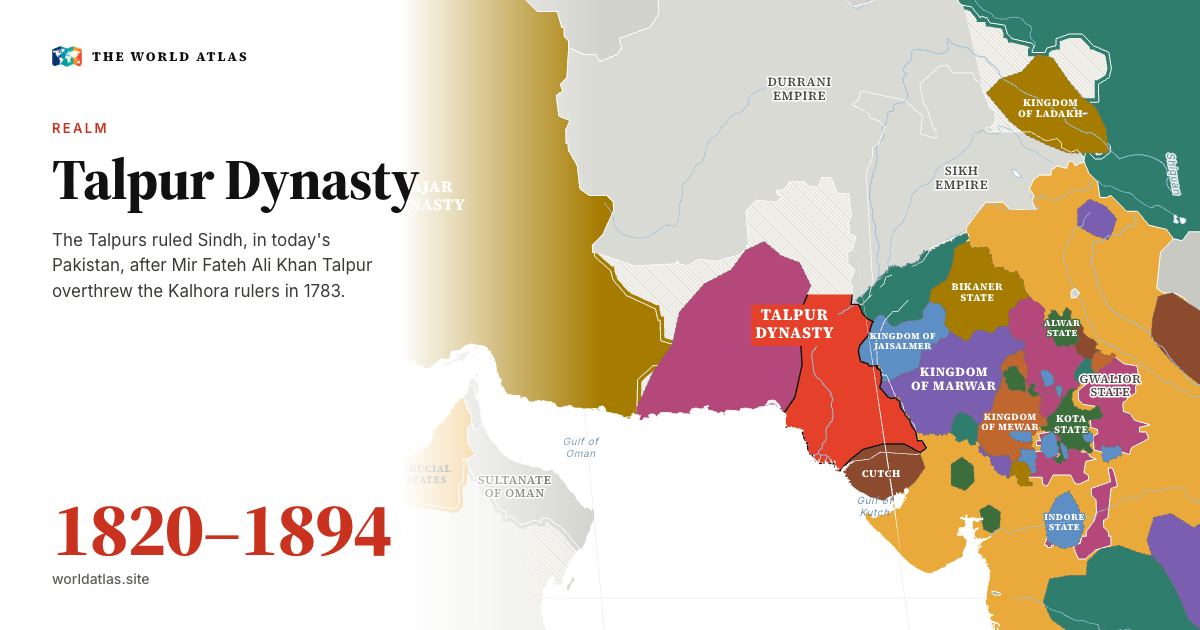 THE WORLD ATLAS
REALM
Talpur Dynasty
The Talpurs ruled Sindh, in today's
Pakistan, after Mir Fateh Ali Khan Talpur
overthrew the Kalhora rulers in 1783.
1820–1894
worldatlas.site
DURRANI
EMPIRE
KINGDOM
OF LADAKH
SIKH
EMPIRE
Shiquan
BIKANER
STATE
TALPUR
DYNASTY
KINGDOM OF
JAISALMER
ALWAR
STATE
KINGDOM
OF MARWAR
GWALIOR
STATE
KINGDOM
OF MEWAR
KOTA
STATE
Gulf of
Oman
SULTANATE
OF OMAN
CUTCH
Gulf of
Kutch
INDORE
STATE